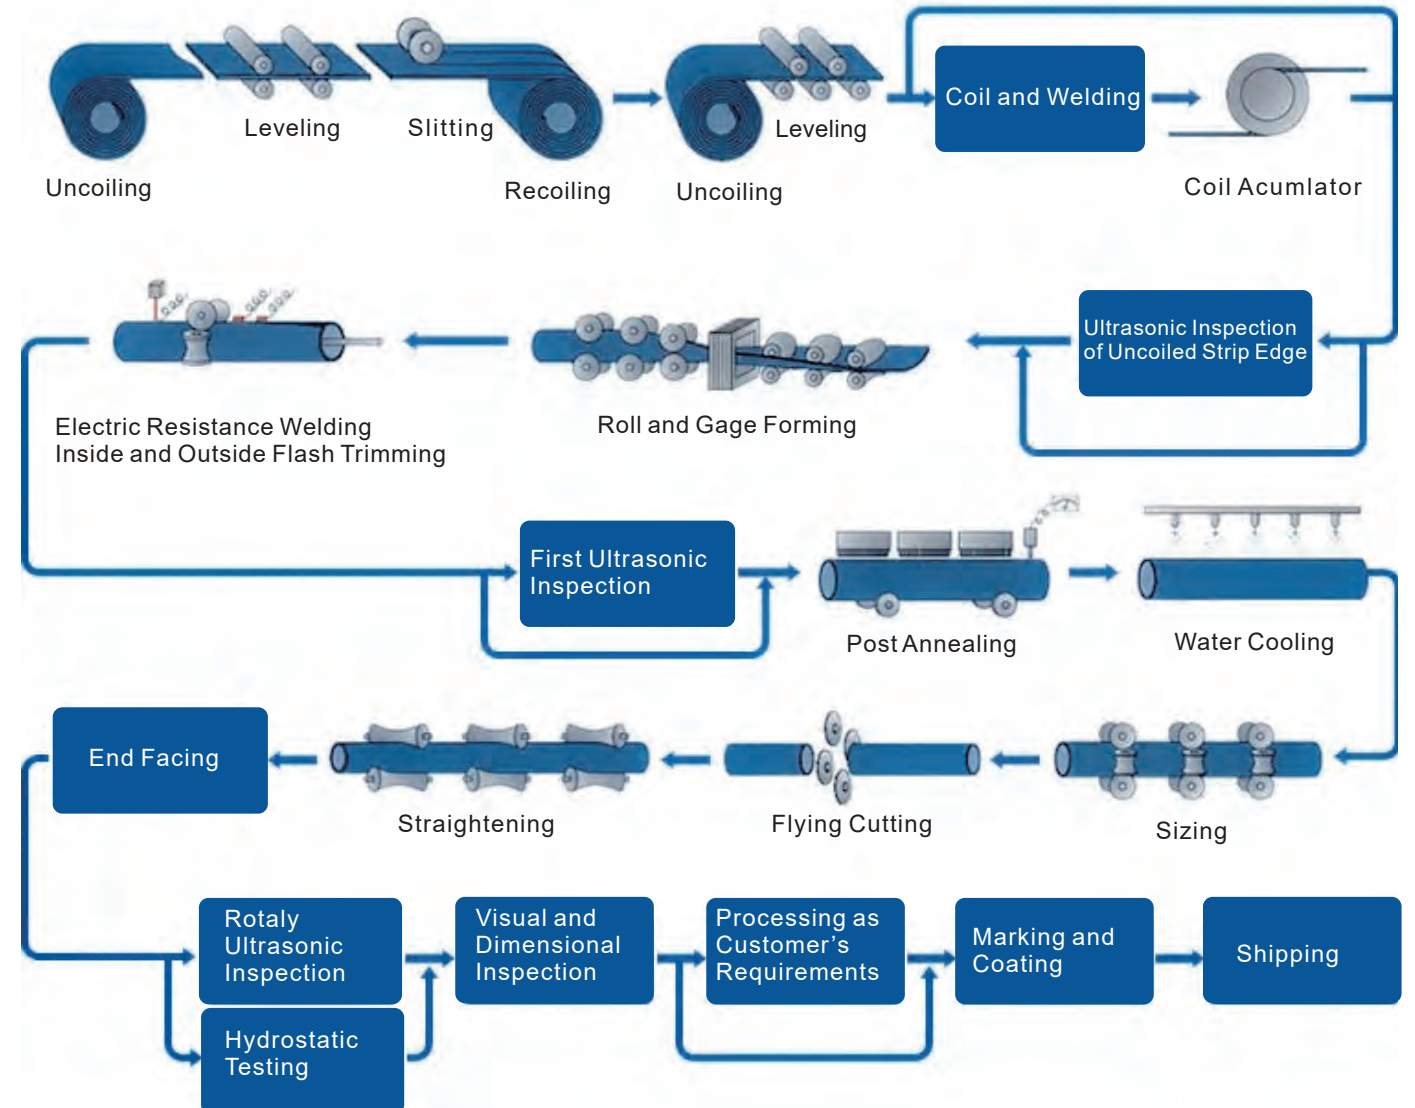 Leveling
Slitting
Uncoiling
Recoiling
Leveling
Uncoiling
Coil and Welding
Coil Acumlator
Ultrasonic Inspection
of Uncoiled Strip Edge
Roll and Gage Forming
Electric Resistance Welding
Inside and Outside Flash Trimming
First Ultrasonic
Inspection
Post Annealing
Water Cooling
End Facing
Straightening
Flying Cutting
Sizing
Rotaly
Ultrasonic
Inspection
Hydrostatic
Testing
Visual and
Dimensional
Inspection
Processing as
Customer’s
Requirements
Marking and
Coating
Shipping